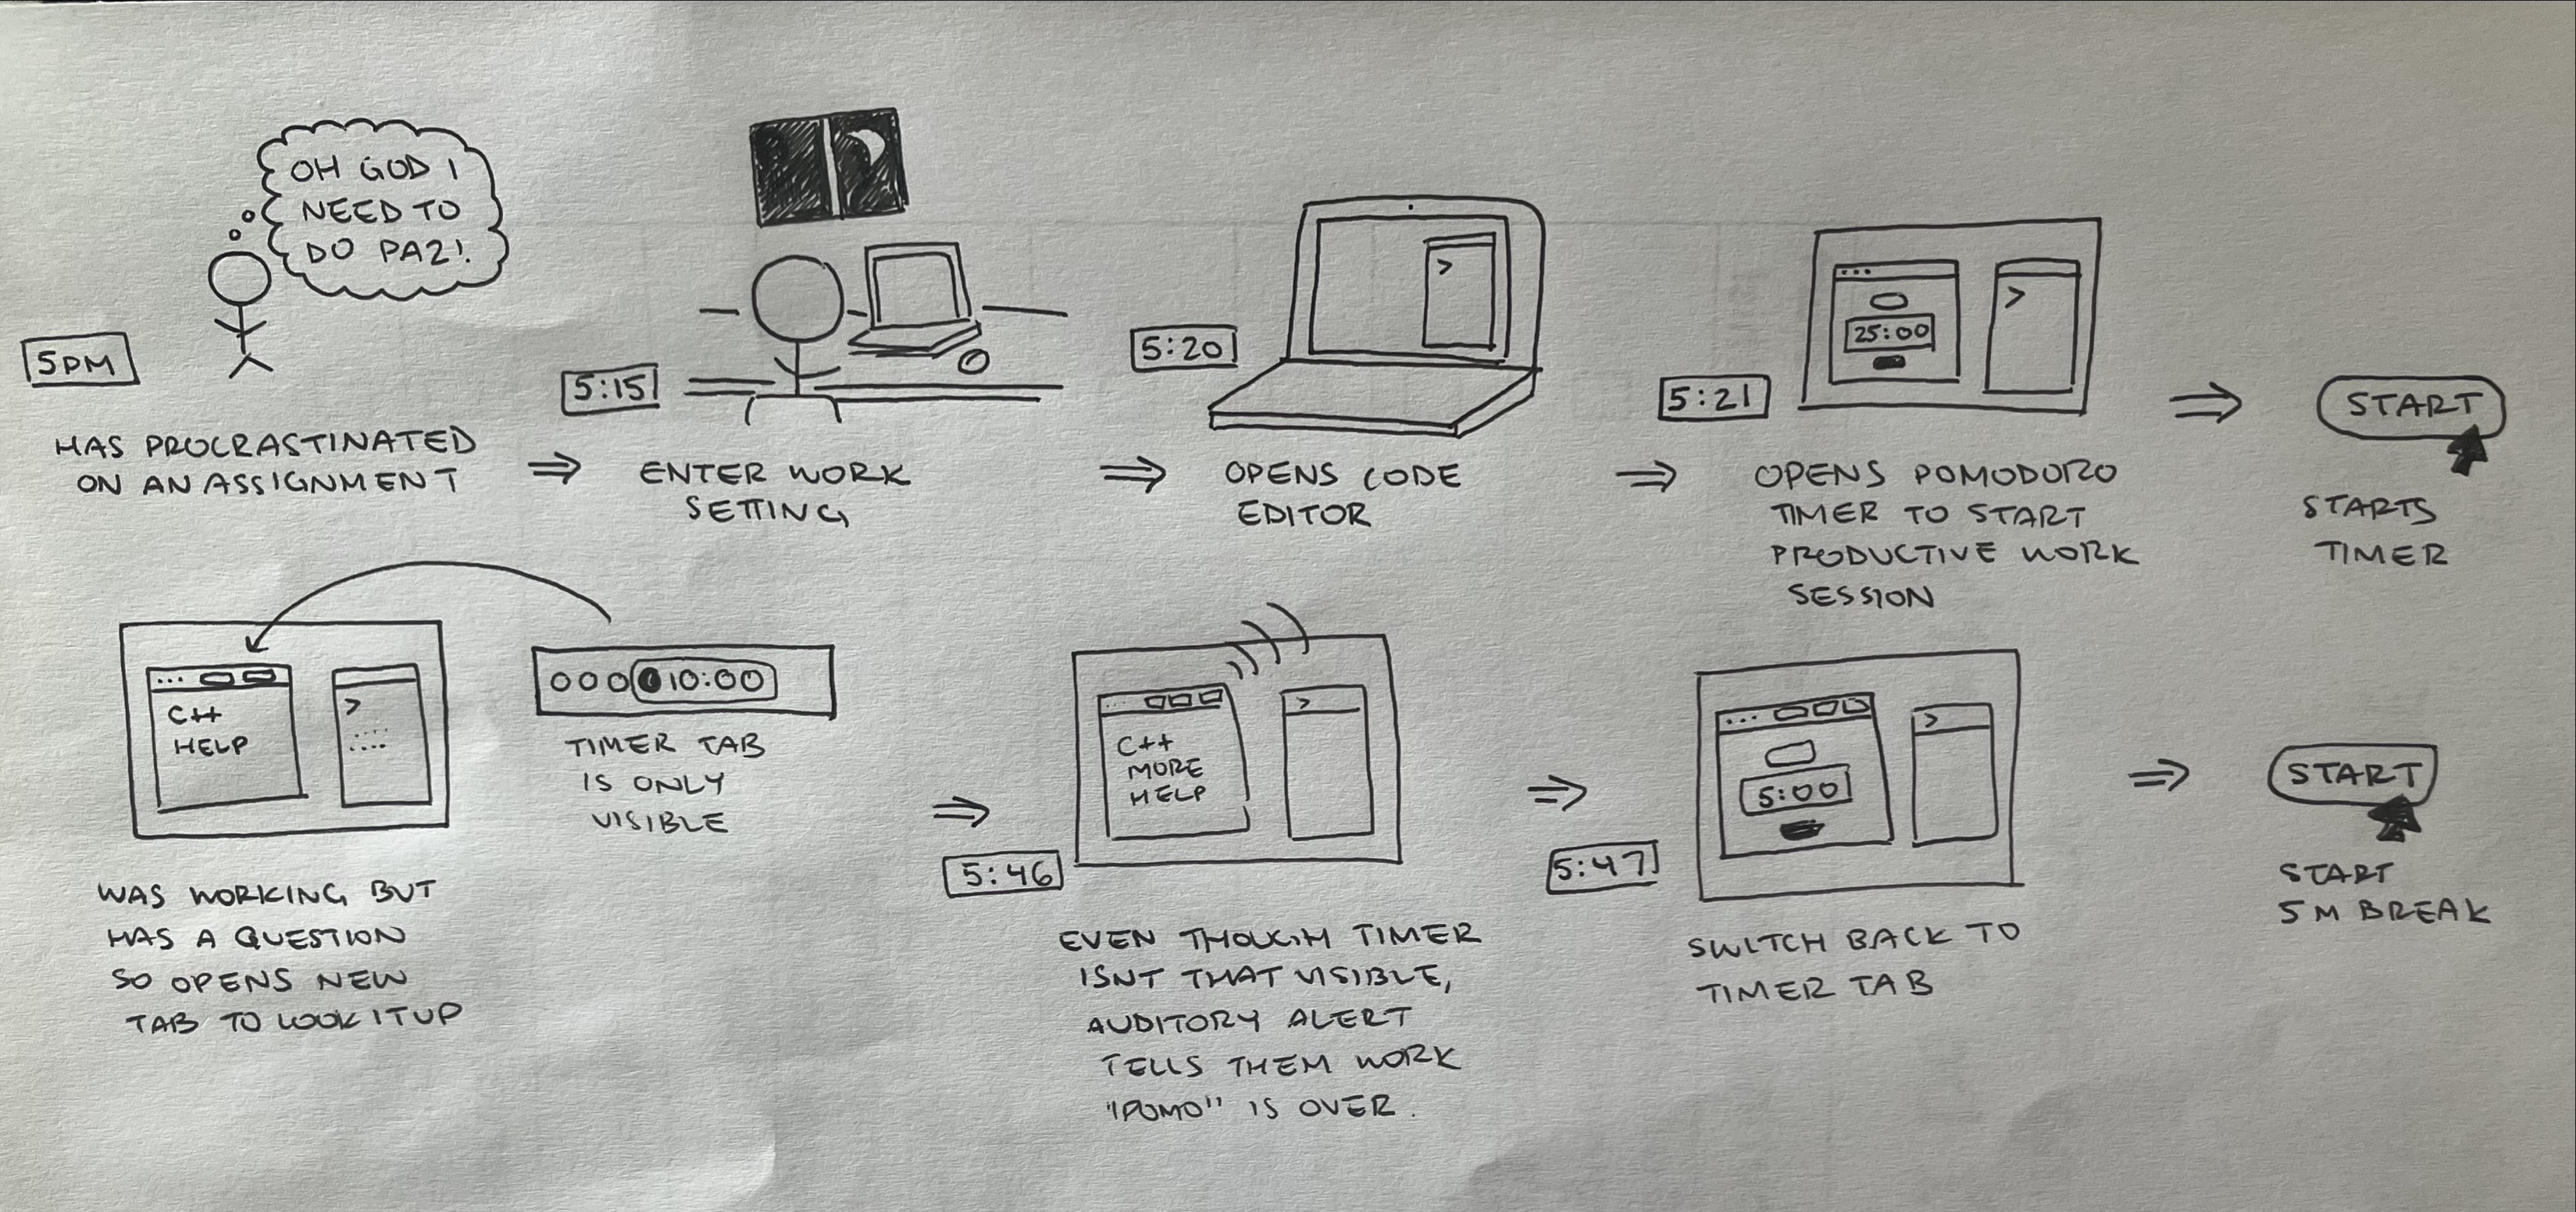 OH GOD I
NEED TO
DO PA2!
5PM
HAS PROCRASTINATED
ON AN ASSIGNMENT
5:15
ENTER WORK
SETTING
5:20
>
OPENS CODE
EDITOR
5:21
25:00
>
OPENS POMODORO
TIMER TO START
PRODUCTIVE WORK
SESSION
START
STARTS
TIMER
C++
HELP
>
WAS WORKING BUT
HAS A QUESTION
SO OPENS NEW
TAB TO LOOK IT UP
10:00
TIMER TAB
IS ONLY
VISIBLE
5:46
C++
MORE
HELP
>
EVEN THOUGH TIMER
ISNT THAT VISIBLE,
AUDITORY ALERT
TELLS THEM WORK
"POMO" IS OVER.
5:47
5:00
>
SWITCH BACK TO
TIMER TAB
START
START
5 M BREAK